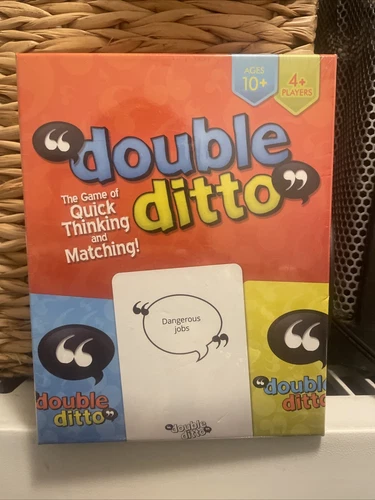 AGES
10+
4+
PLAYERS
"double
ditto"
The Game of
Quick
Thinking
and
Matching!
Dangerous
jobs
double
ditto"
"double
ditto"
"double
ditt